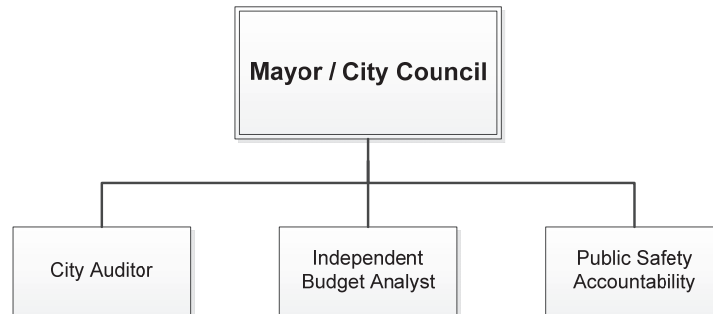 Mayor / City Council
City Auditor
Independent
Budget Analyst
Public Safety
Accountability